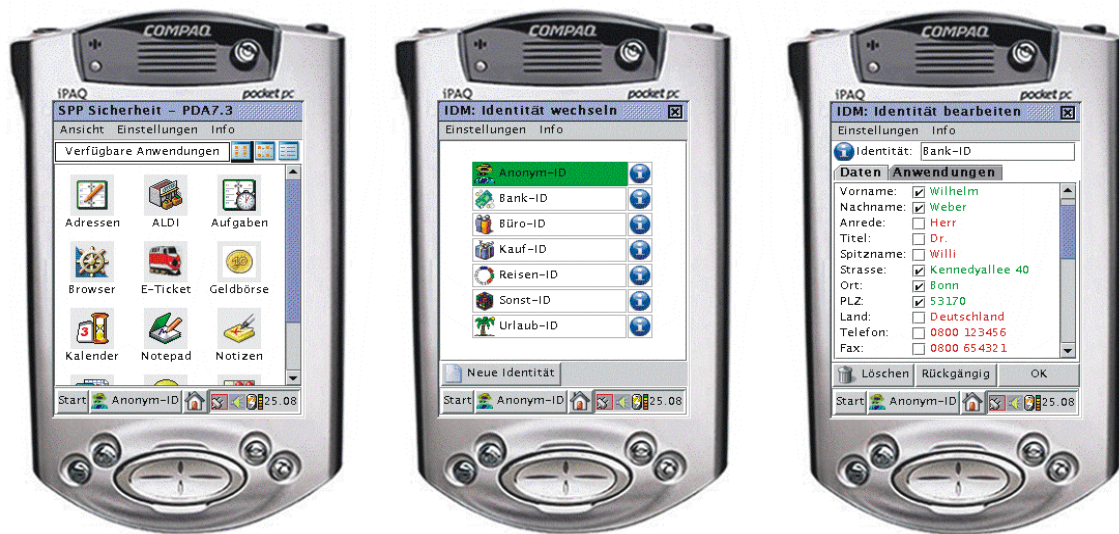 COMPAQ
iPAQ pocket pc
SPP Sicherheit – PDA7.3
Ansicht Einstellungen Info
Verfügbare Anwendungen
Adressen ALDI Aufgaben
Browser E-Ticket Geldbörse
Kalender Notepad Notizen
Start Anonym-ID 25.08
COMPAQ
iPAQ pocket pc
IDM: Identität wechseln
Einstellungen Info
Anonym-ID
Bank-ID
Büro-ID
Kauf-ID
Reisen-ID
Sonst-ID
Urlaub-ID
Neue Identität
Start Anonym-ID 25.08
COMPAQ
iPAQ pocket pc
IDM: Identität bearbeiten
Einstellungen Info
Identität: Bank-ID
Daten Anwendungen
Vorname: Wilhelm
Nachname: Weber
Anrede: Herr
Titel: Dr.
Spitzname: Willi
Strasse: Kennedyallee 40
Ort: Bonn
PLZ: 53170
Land: Deutschland
Telefon: 0800 123456
Fax: 0800 654321
Löschen Rückgängig OK
Start Anonym-ID 25.08